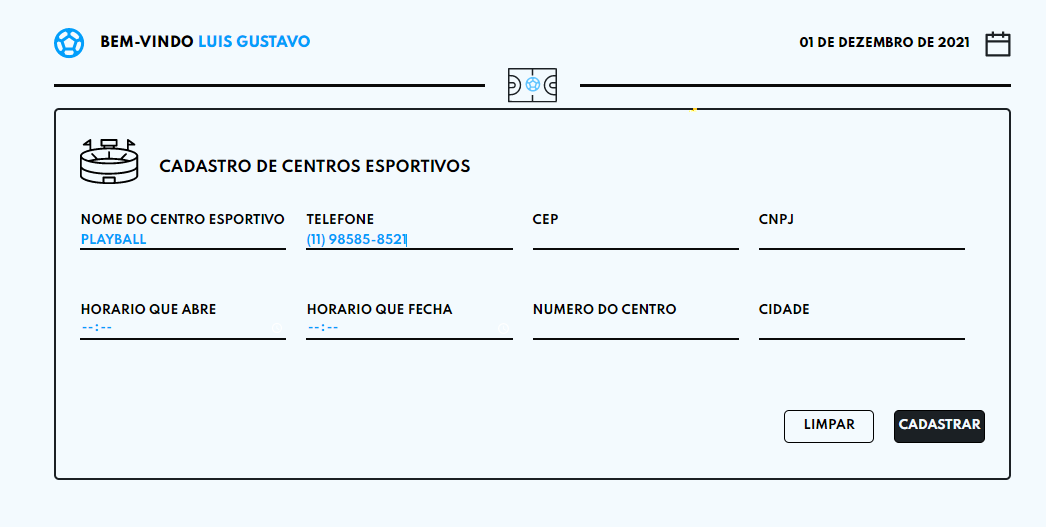 BEM-VINDO LUIS GUSTAVO
01 DE DEZEMBRO DE 2021
CADASTRO DE CENTROS ESPORTIVOS
NOME DO CENTRO ESPORTIVO TELEFONE CEP CNPJ
PLAYBALL (11) 98585-8521
HORARIO QUE ABRE HORARIO QUE FECHA NUMERO DO CENTRO CIDADE
--:-- --:--
LIMPAR CADASTRAR